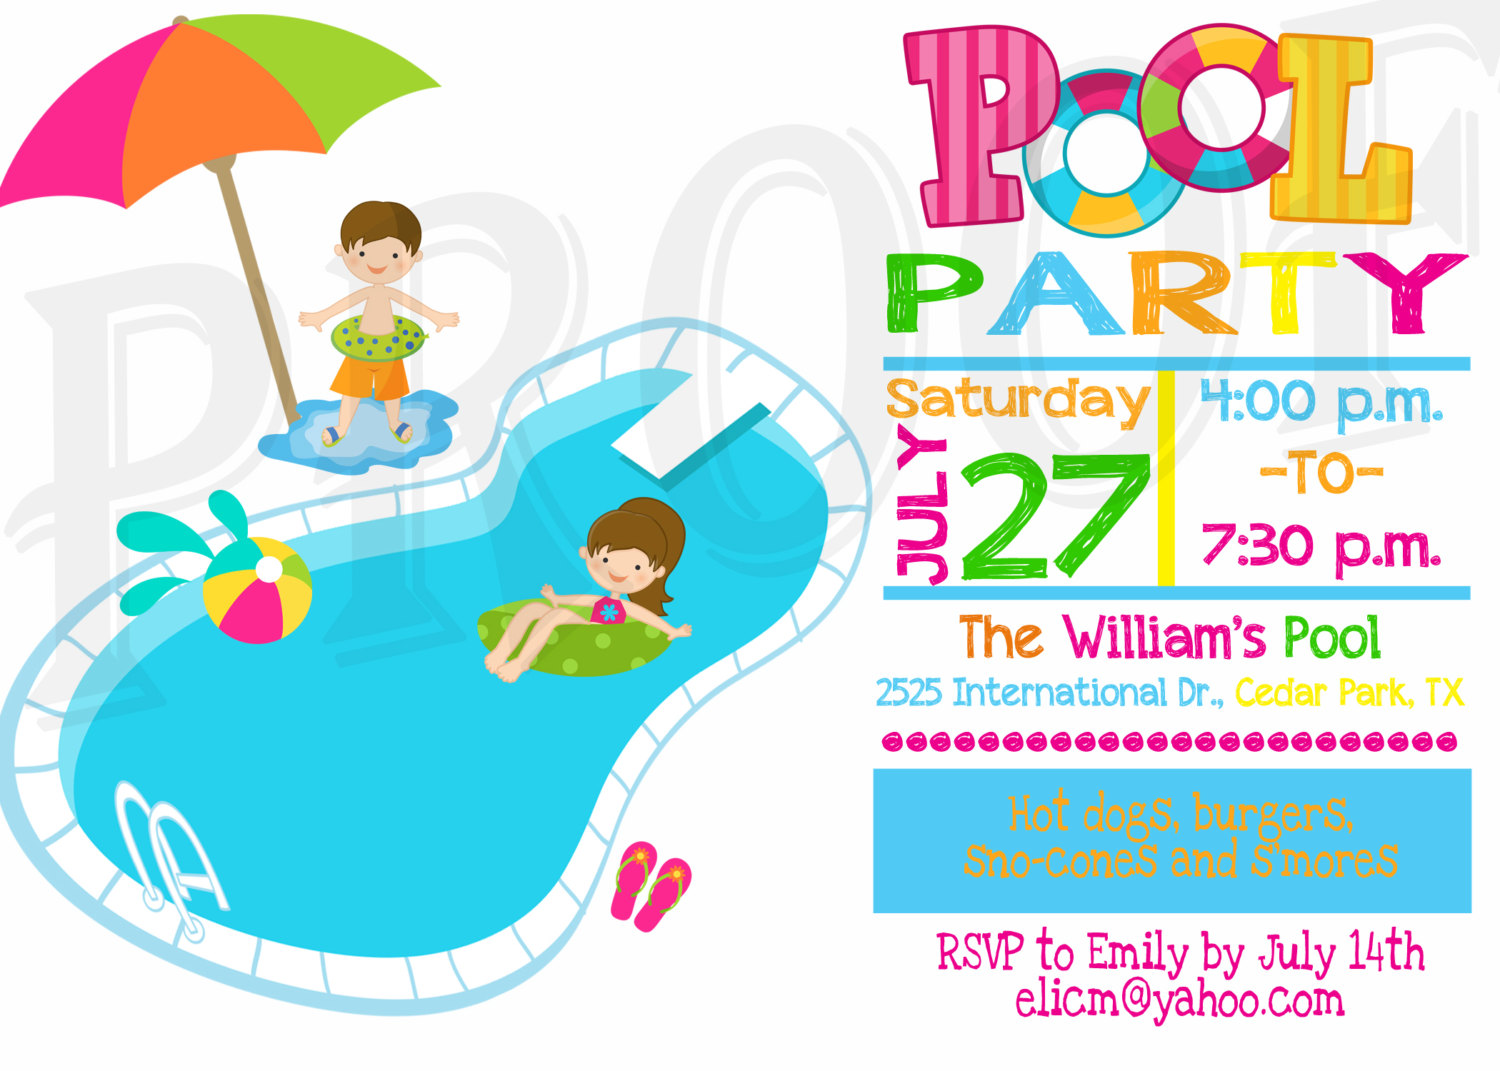 POOL
PARTY
Saturday
JULY
27
4:00 p.m.
-TO-
7:30 p.m.
The William's Pool
2525 International Dr., Cedar Park, TX
Hot dogs, burgers,
Sno-Cones and S'mores
RSVP to Emily by July 14th
elicm@yahoo.com
PROOF